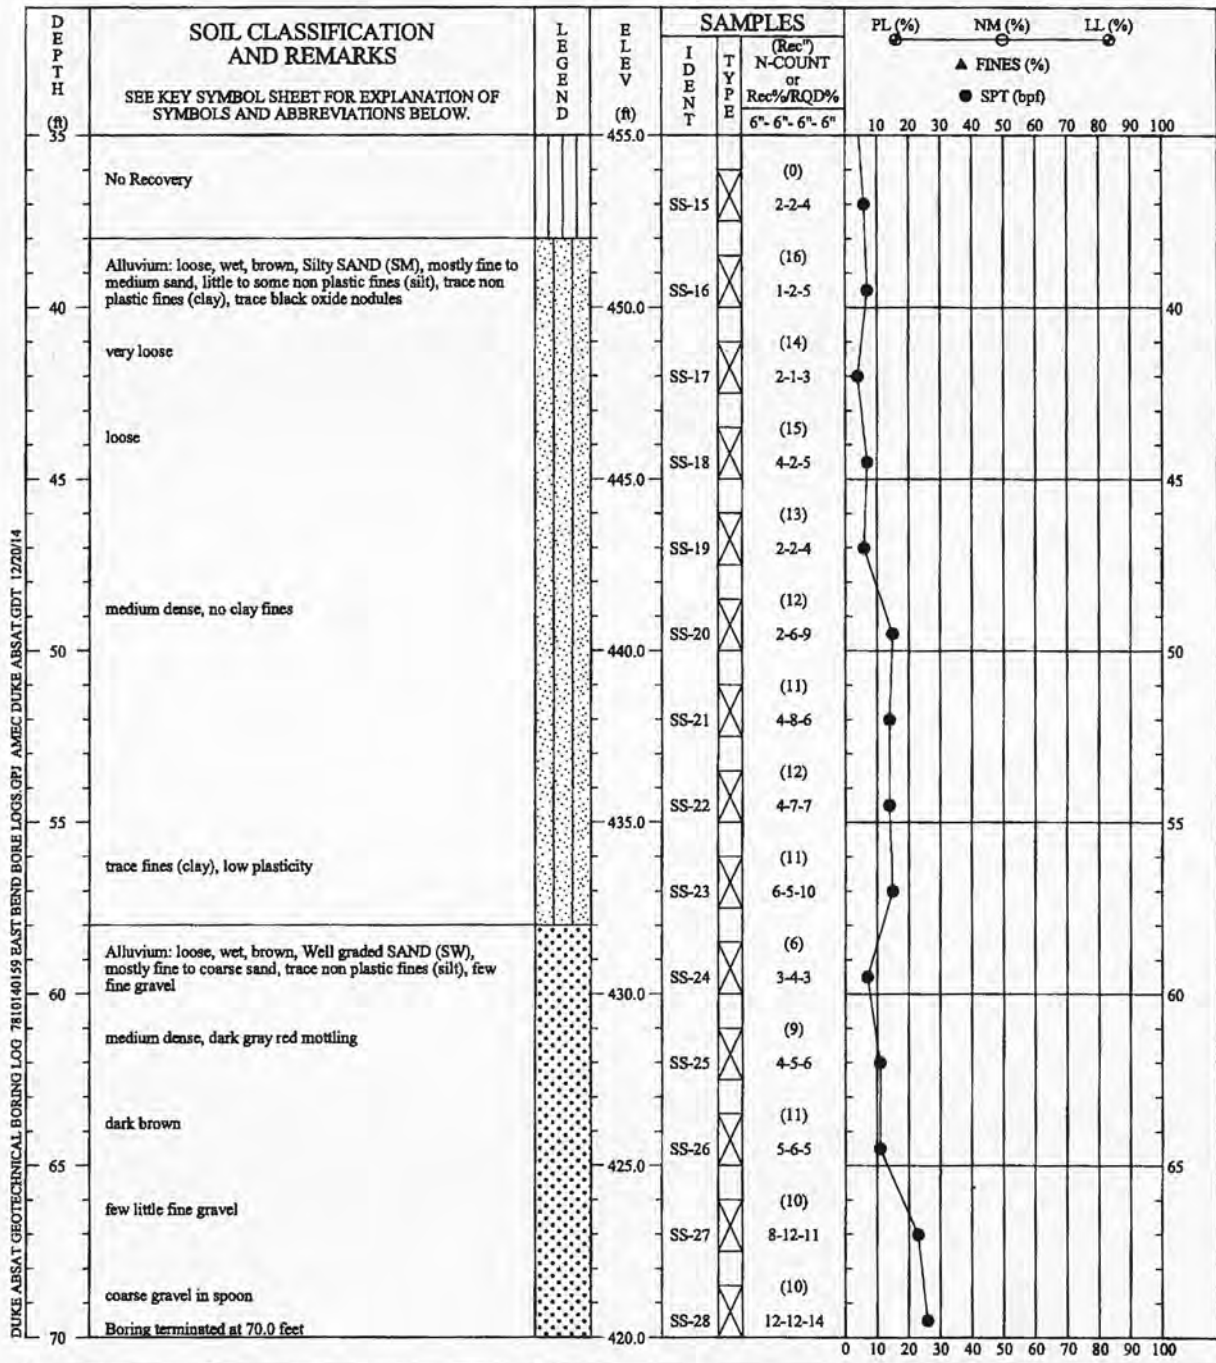 DEPTH
(ft)
SOIL CLASSIFICATION
AND REMARKS
SEE KEY SYMBOL SHEET FOR EXPLANATION OF
SYMBOLS AND ABBREVIATIONS BELOW.
LEGEND
ELEV
(ft)
SAMPLES
IDENT
TYPE
(Rec")
N-COUNT
or
Rec%/RQD%
6"- 6"- 6"- 6"
PL (%) NM (%) LL (%)
▲ FINES (%)
● SPT (bpf)
10 20 30 40 50 60 70 80 90 100
35 455.0
No Recovery
(0)
SS-15 2-2-4
Alluvium: loose, wet, brown, Silty SAND (SM), mostly fine to
medium sand, little to some non plastic fines (silt), trace non
plastic fines (clay), trace black oxide nodules
(16)
SS-16 1-2-5
40 450.0 40
very loose
(14)
SS-17 2-1-3
loose
(15)
SS-18 4-2-5
45 445.0 45
(13)
SS-19 2-2-4
medium dense, no clay fines
(12)
SS-20 2-6-9
50 440.0 50
(11)
SS-21 4-8-6
(12)
SS-22 4-7-7
55 435.0 55
trace fines (clay), low plasticity
(11)
SS-23 6-5-10
Alluvium: loose, wet, brown, Well graded SAND (SW),
mostly fine to coarse sand, trace non plastic fines (silt), few
fine gravel
(6)
SS-24 3-4-3
60 430.0 60
medium dense, dark gray red mottling
(9)
SS-25 4-5-6
dark brown
(11)
SS-26 5-6-5
65 425.0 65
few little fine gravel
(10)
SS-27 8-12-11
coarse gravel in spoon
(10)
SS-28 12-12-14
Boring terminated at 70.0 feet
70 420.0
0 10 20 30 40 50 60 70 80 90 100
DUKE ABSAT GEOTECHNICAL BORING LOG 7810140159 EAST BEND BORE LOGS.GPJ AMEC DUKE ABSAT.GDT 12/20/14